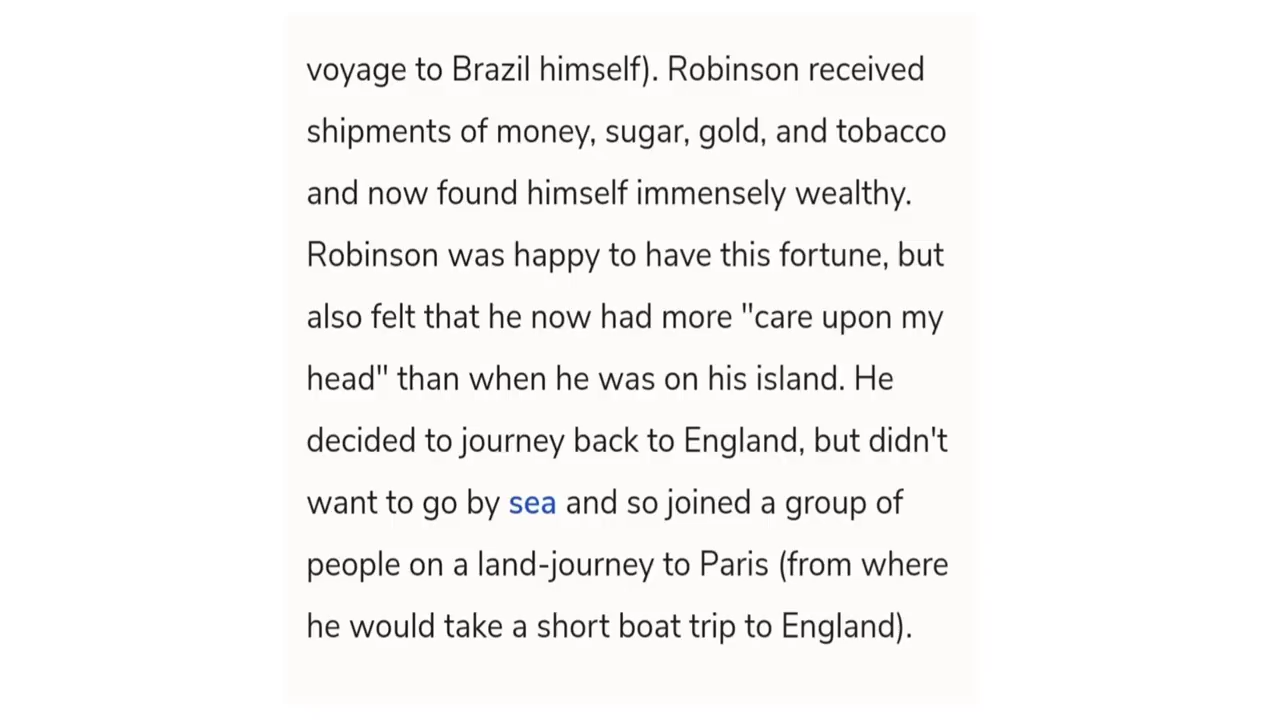 voyage to Brazil himself). Robinson received
shipments of money, sugar, gold, and tobacco
and now found himself immensely wealthy.
Robinson was happy to have this fortune, but
also felt that he now had more "care upon my
head" than when he was on his island. He
decided to journey back to England, but didn't
want to go by sea and so joined a group of
people on a land-journey to Paris (from where
he would take a short boat trip to England).